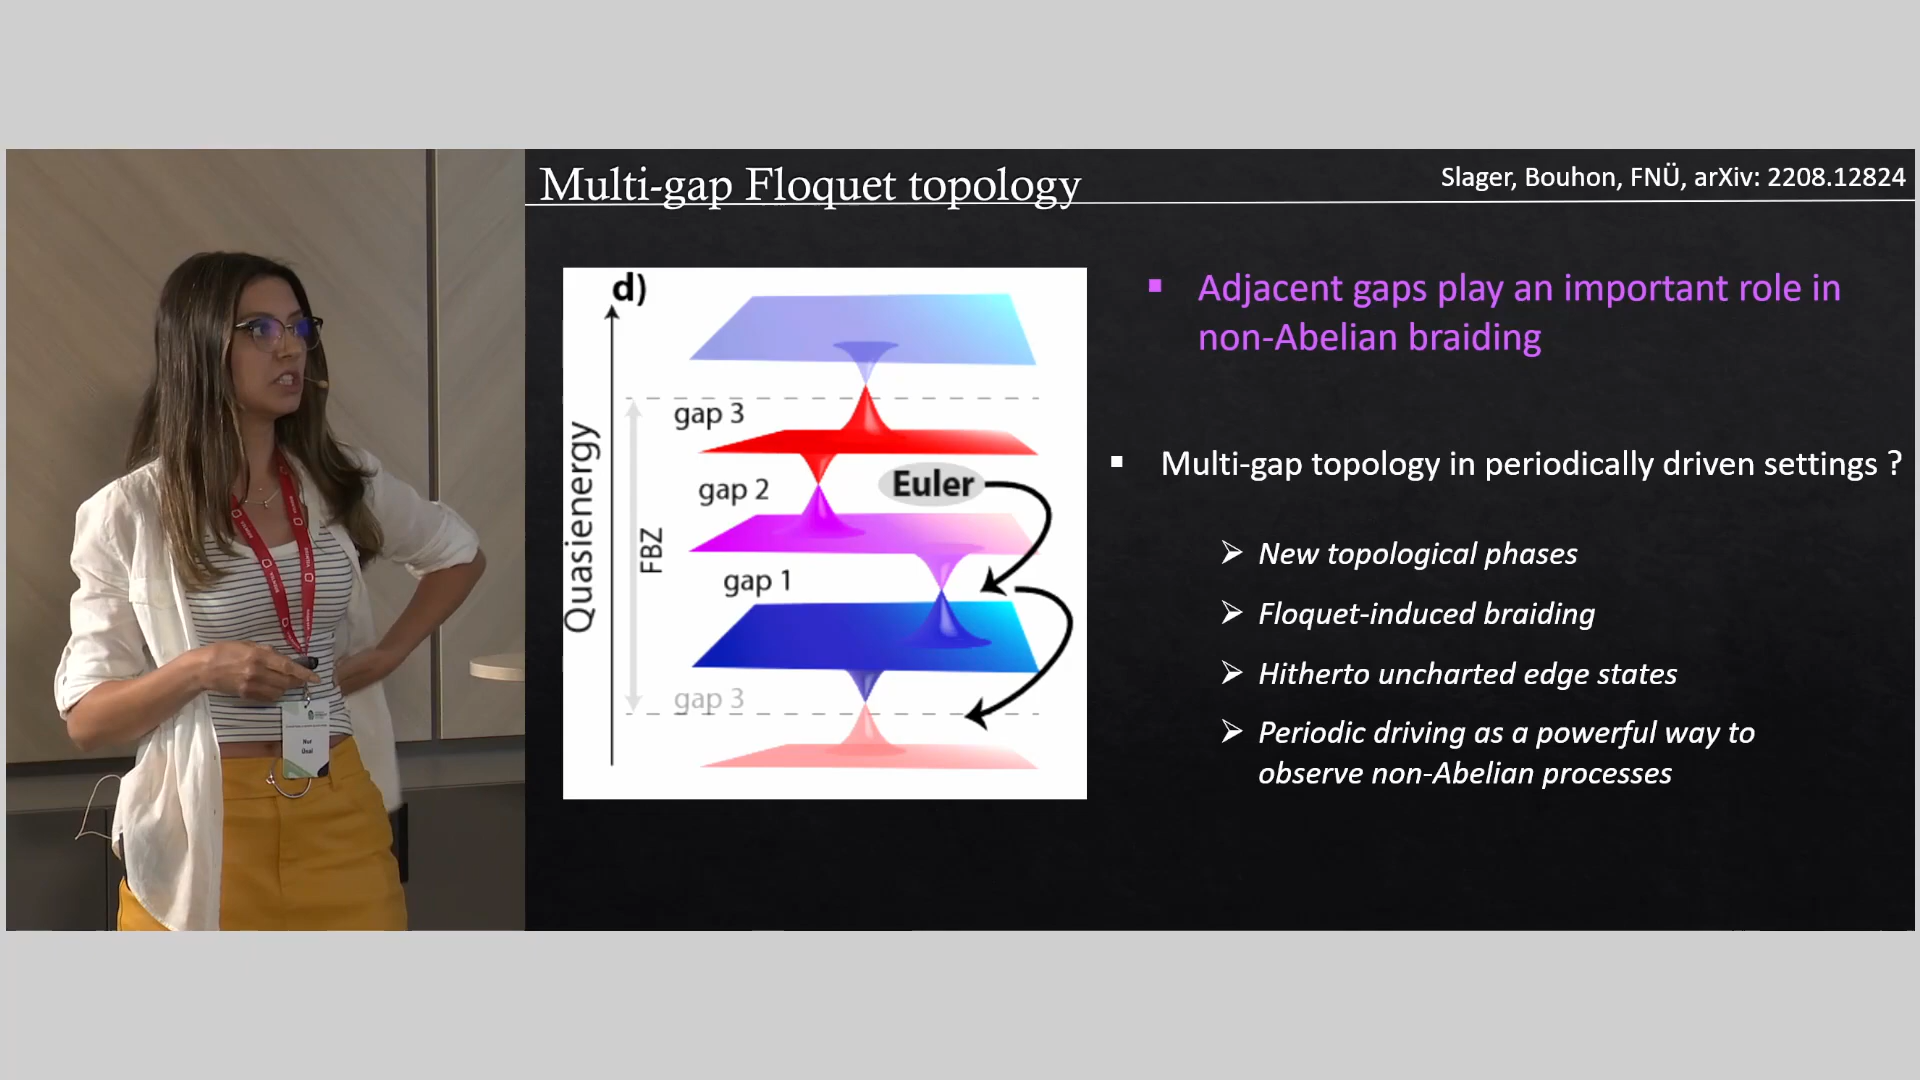 Multi-gap Floquet topology
Slager, Bouhon, FNÜ, arXiv: 2208.12824
d)
Quasienergy
FBZ
gap 3
gap 2
Euler
gap 1
gap 3
▪ Adjacent gaps play an important role in
non-Abelian braiding
▪ Multi-gap topology in periodically driven settings ?
➢ New topological phases
➢ Floquet-induced braiding
➢ Hitherto uncharted edge states
➢ Periodic driving as a powerful way to
observe non-Abelian processes
Nur
Ünal